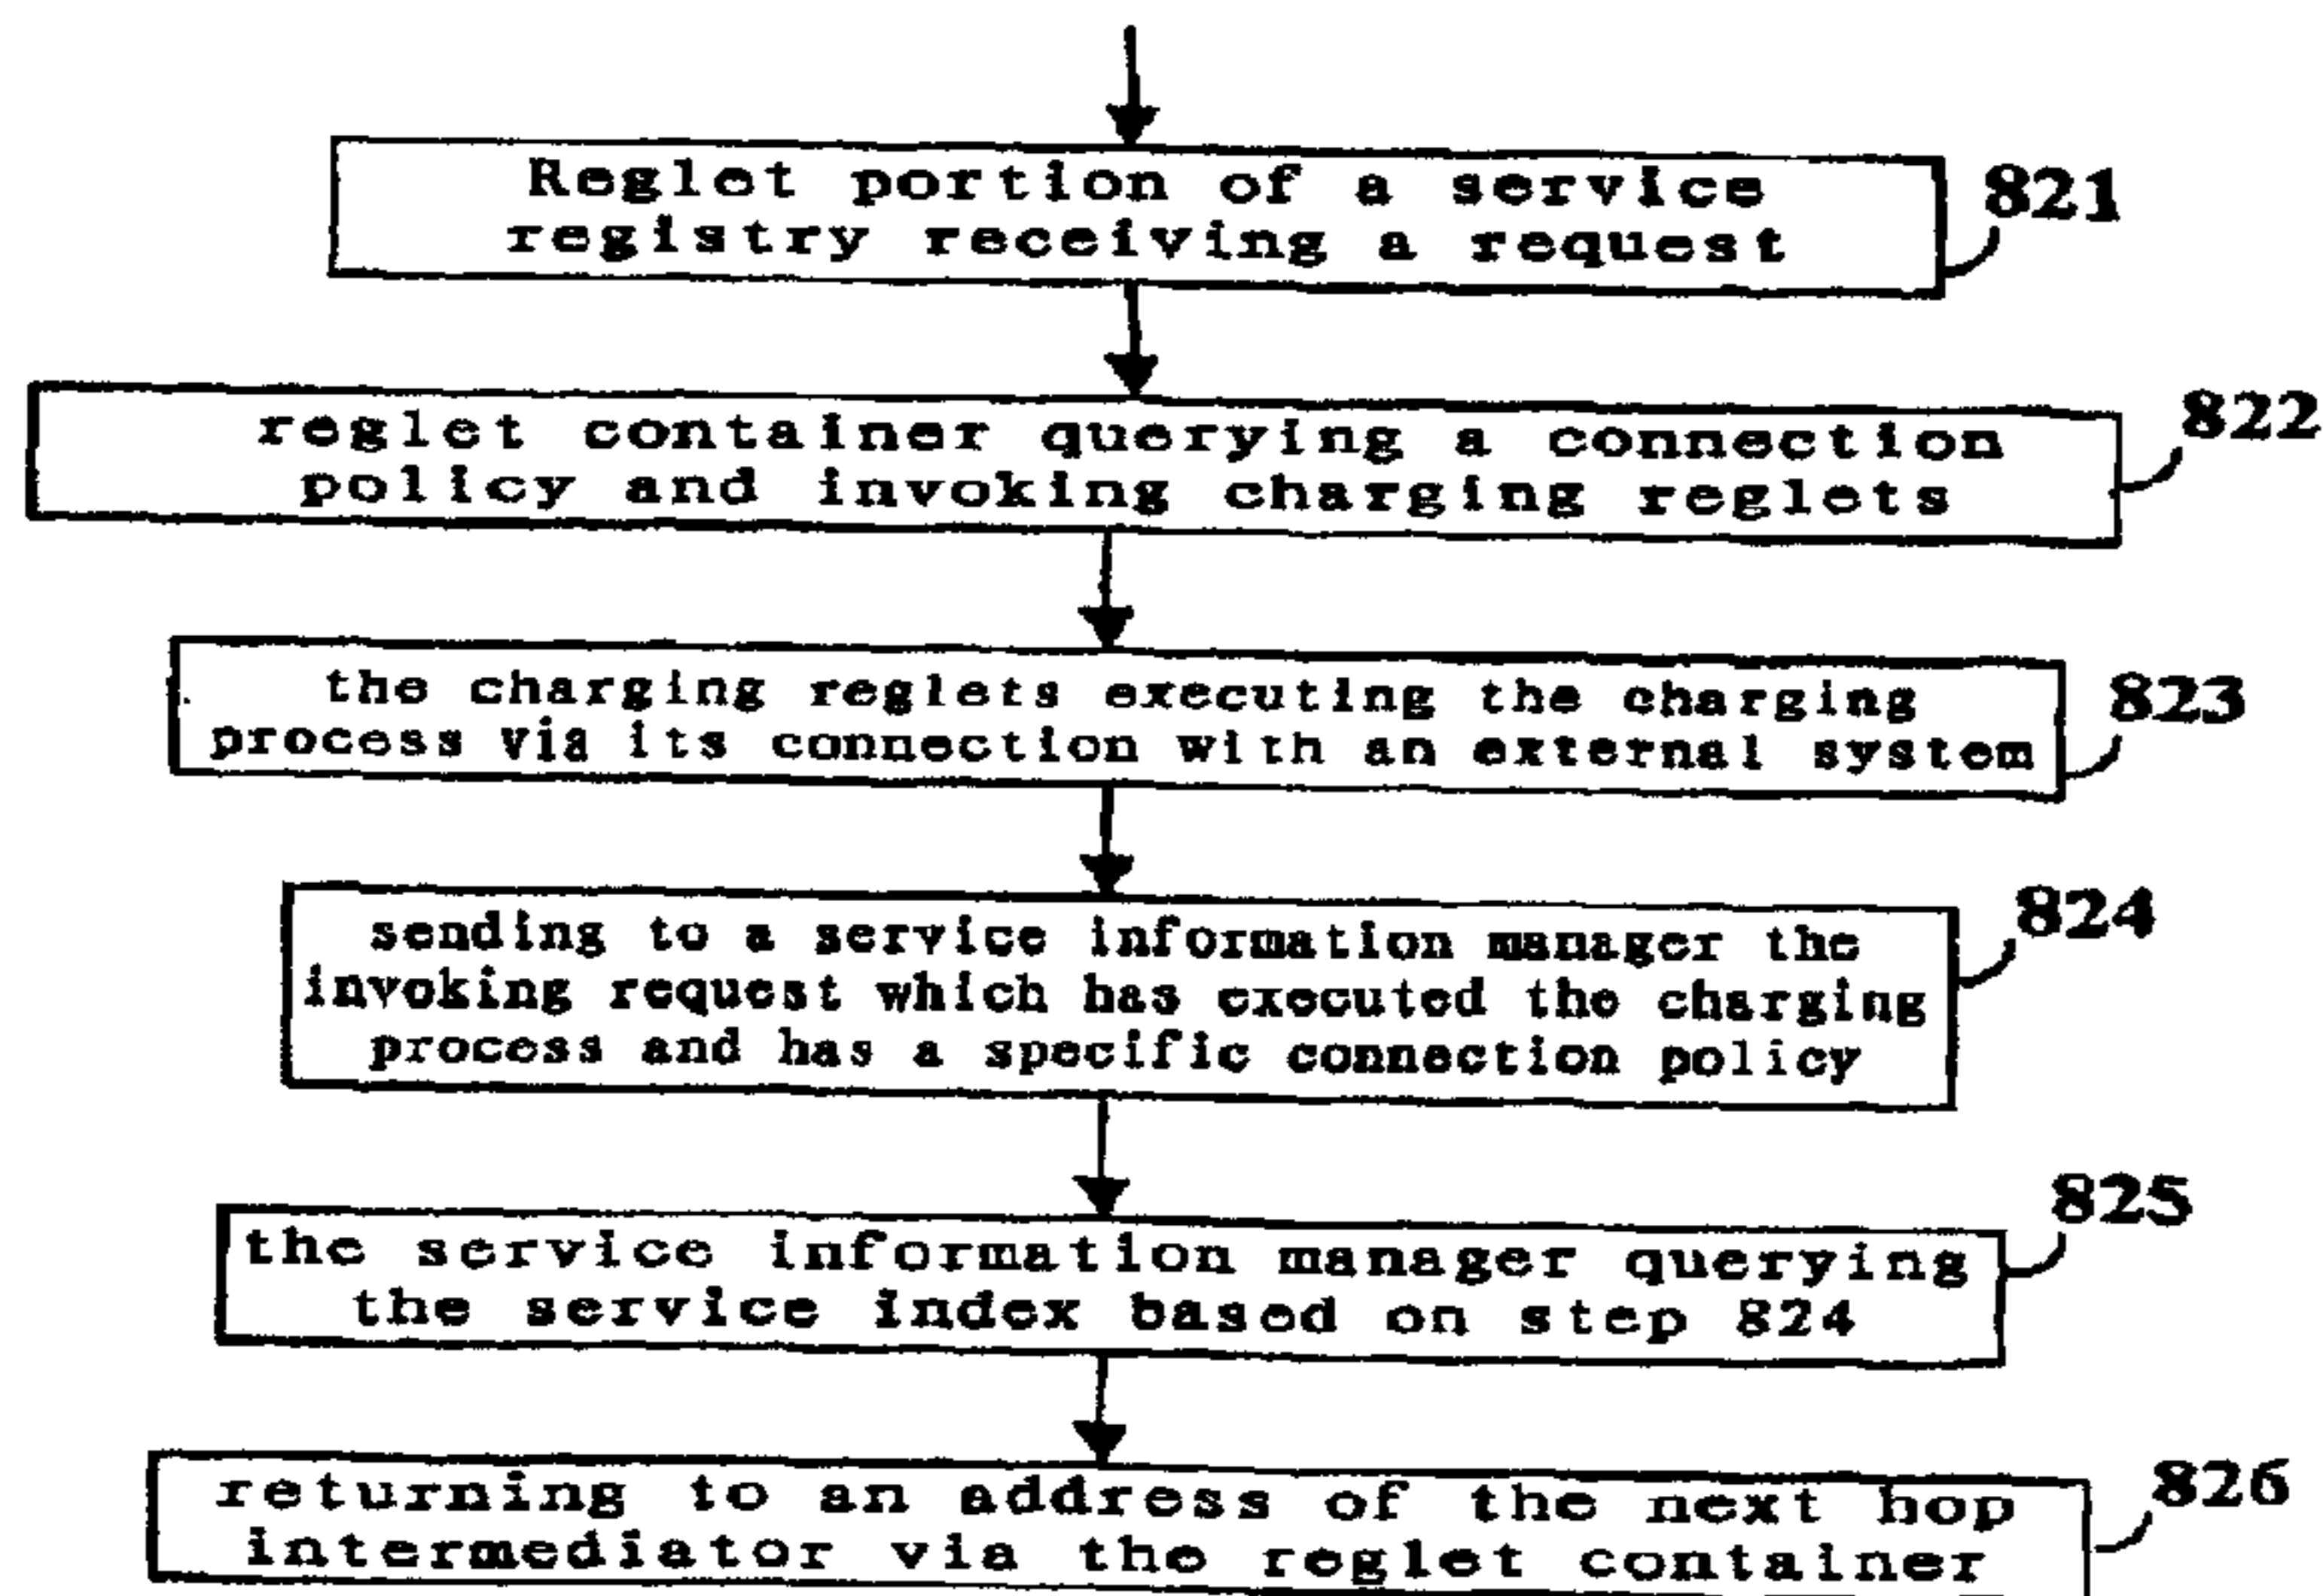 Reglet portion of a service
registry receiving a request
821
reglet container querying a connection
policy and invoking charging reglets
822
the charging reglets executing the charging
process via its connection with an external system
823
sending to a service information manager the
invoking request which has executed the charging
process and has a specific connection policy
824
the service information manager querying
the service index based on step 824
825
returning to an address of the next hop
intermediator via the reglet container
826